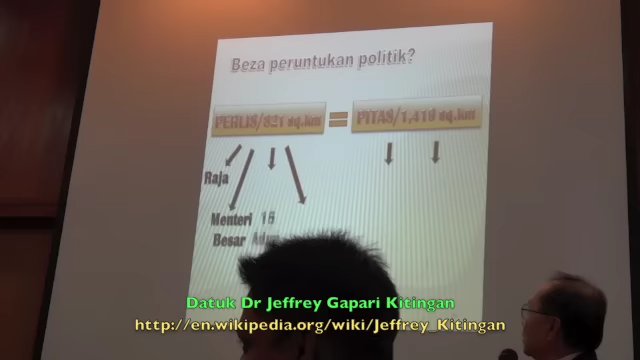 Beza peruntukan politik?
PERLIS/821 sq.km = PITAS/1,419 sq.km
Raja
Menteri 15
Besar
Datuk Dr Jeffrey Gapari Kitingan
http://en.wikipedia.org/wiki/Jeffrey_Kitingan